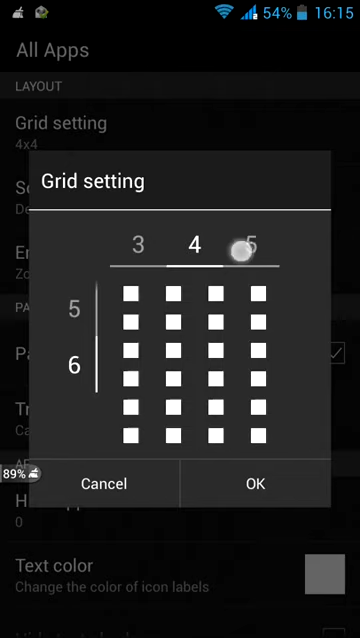 54% 16:15
All Apps
LAYOUT
Grid setting
4x4
Grid setting
3 4 5
5
6
89%
Cancel OK
0
Text color
Change the color of icon labels